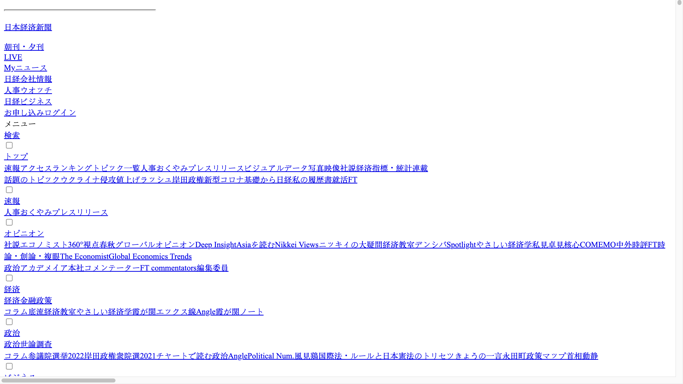 日本経済新聞
朝刊・夕刊
LIVE
Myニュース
日経会社情報
人事ウオッチ
日経ビジネス
お申し込みログイン
メニュー
検索
トップ
速報アクセスランキングトピック一覧人事おくやみプレスリリースビジュアルデータ写真映像社説経済指標・統計連載
話題のトピックウクライナ侵攻値上げラッシュ岸田政権新型コロナ基礎から日経私の履歴書就活FT
速報
人事おくやみプレスリリース
オピニオン
社説エコノミスト360°視点春秋グローバルオピニオンDeep InsightAsiaを読むNikkei Viewsニッキィの大疑問経済教室デンシバSpotlightやさしい経済学私見卓見核心COMEMO中外時評FT時
論・創論・複眼The EconomistGlobal Economics Trends
政治アカデメイア本社コメンテーターFT commentators編集委員
経済
経済金融政策
コラム底流経済教室やさしい経済学霞が関エックス線Angle霞が関ノート
政治
政治世論調査
コラム参議院選挙2022岸田政権衆院選2021チャートで読む政治AnglePolitical Num.風見鶏国際法・ルールと日本憲法のトリセツきょうの一言永田町政策マップ首相動静